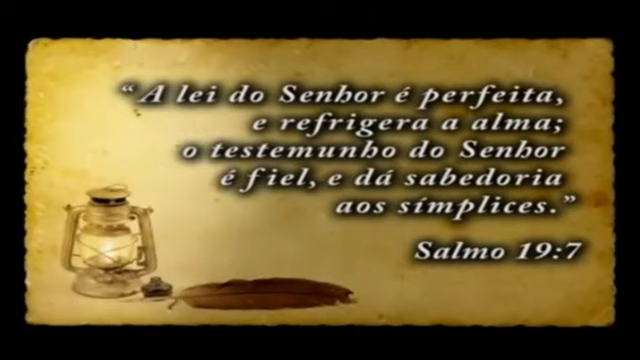 “A lei do Senhor é perfeita,
e refrigera a alma;
o testemunho do Senhor
é fiel, e dá sabedoria
aos símplices.”
Salmo 19:7